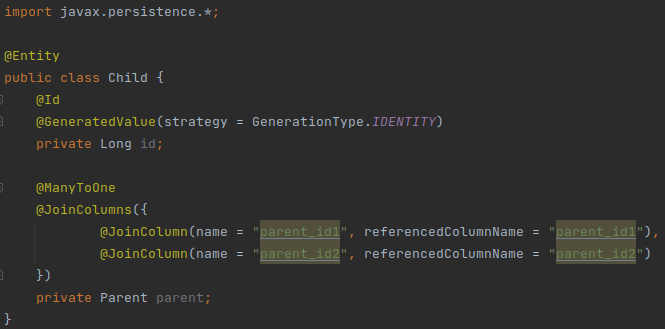 import javax.persistence.*;
@Entity
public class Child {
@Id
@GeneratedValue(strategy = GenerationType.IDENTITY)
private Long id;
@ManyToOne
@JoinColumns({
@JoinColumn(name = "parent_id1", referencedColumnName = "parent_id1"),
@JoinColumn(name = "parent_id2", referencedColumnName = "parent_id2")
})
private Parent parent;
}